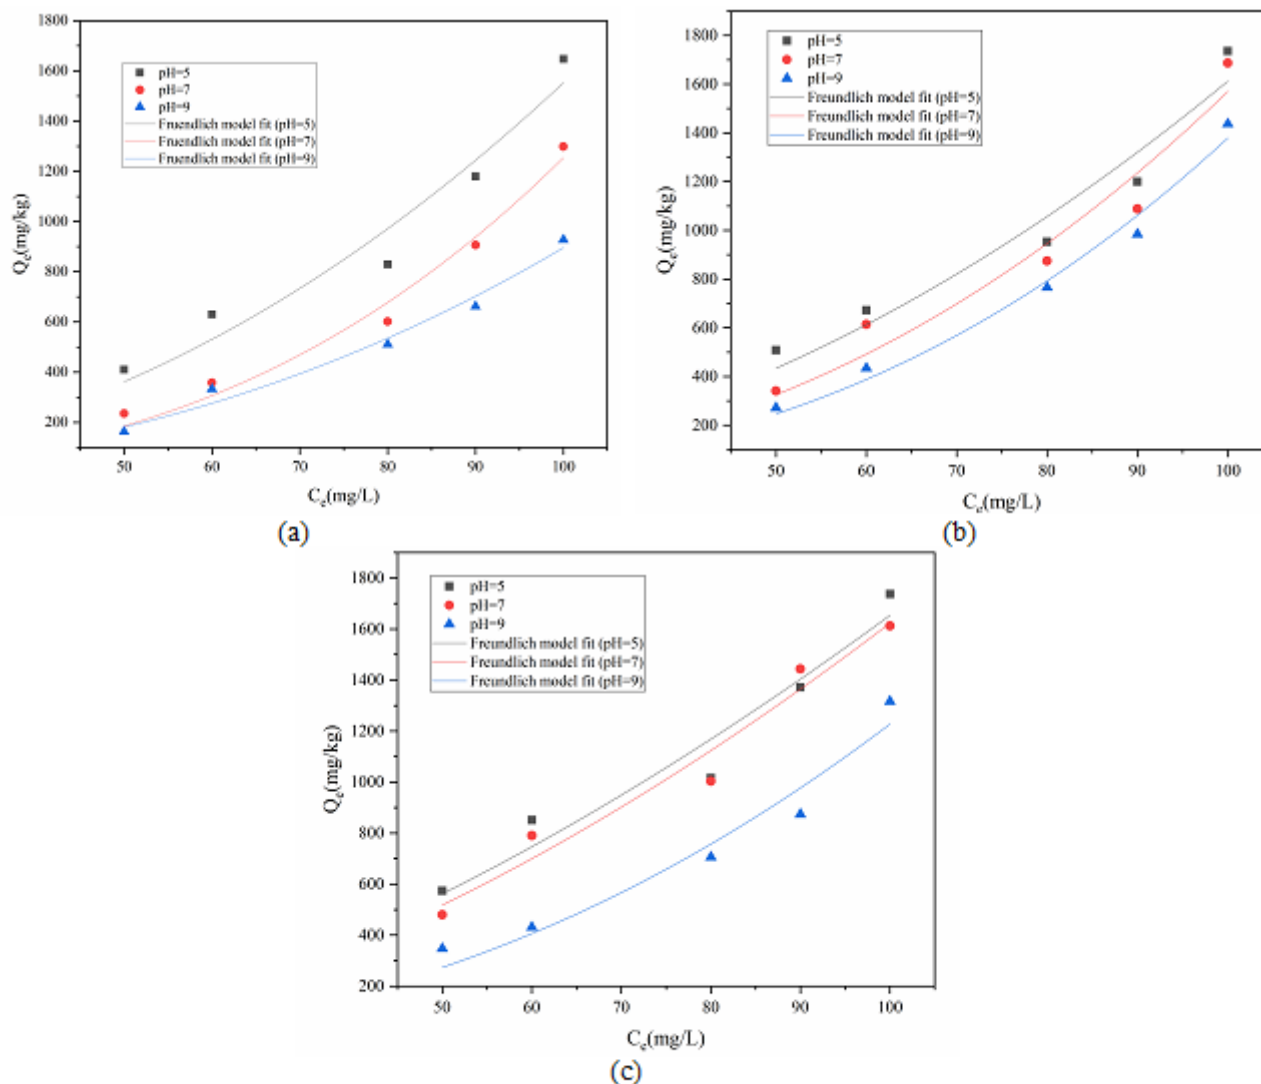 1800
1600
1400
1200
1000
800
600
400
200
Qe(mg/kg)
pH=5
pH=7
pH=9
Fruendlich model fit (pH=5)
Fruendlich model fit (pH=7)
Fruendlich model fit (pH=9)
50 60 70 80 90 100
Ce(mg/L)
(a)
1800
1600
1400
1200
1000
800
600
400
200
Qe(mg/kg)
pH=5
pH=7
pH=9
Freundlich model fit (pH=5)
Freundlich model fit (pH=7)
Freundlich model fit (pH=9)
50 60 70 80 90 100
Ce(mg/L)
(b)
1800
1600
1400
1200
1000
800
600
400
200
Qe(mg/kg)
pH=5
pH=7
pH=9
Freundlich model fit (pH=5)
Freundlich model fit (pH=7)
Freundlich model fit (pH=9)
50 60 70 80 90 100
Ce(mg/L)
(c)